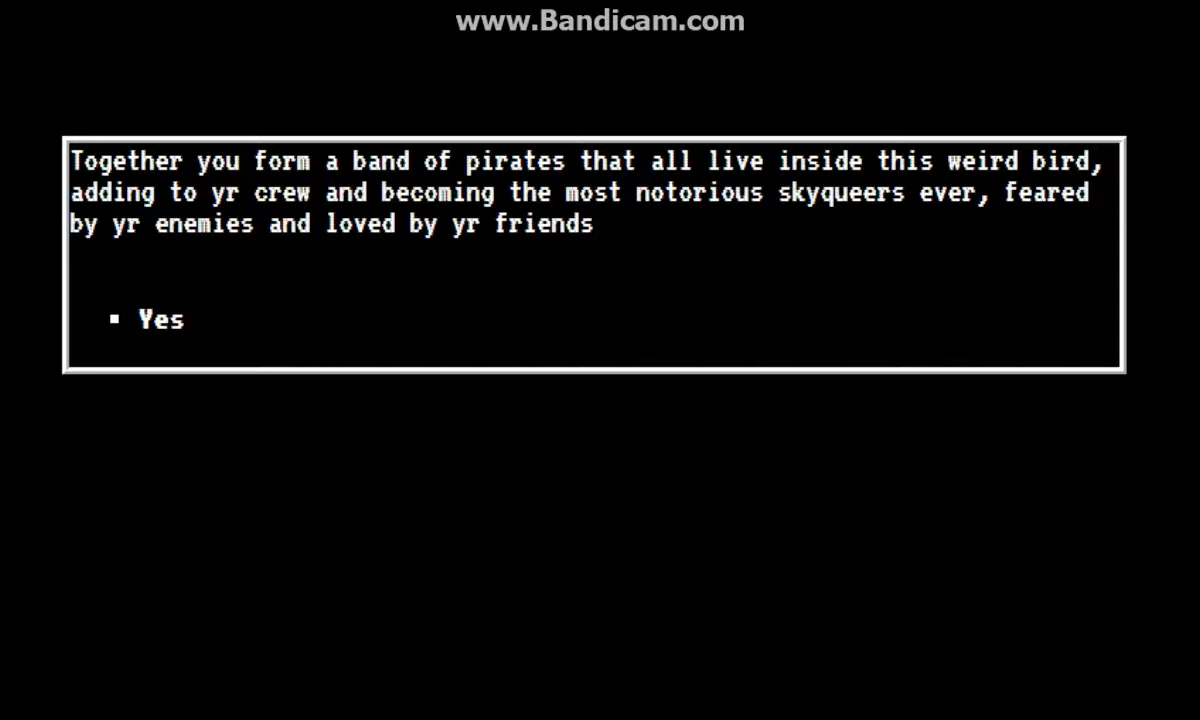 www.Bandicam.com
Together you form a band of pirates that all live inside this weird bird,
adding to yr crew and becoming the most notorious skyqueers ever, feared
by yr enemies and loved by yr friends
▪ Yes